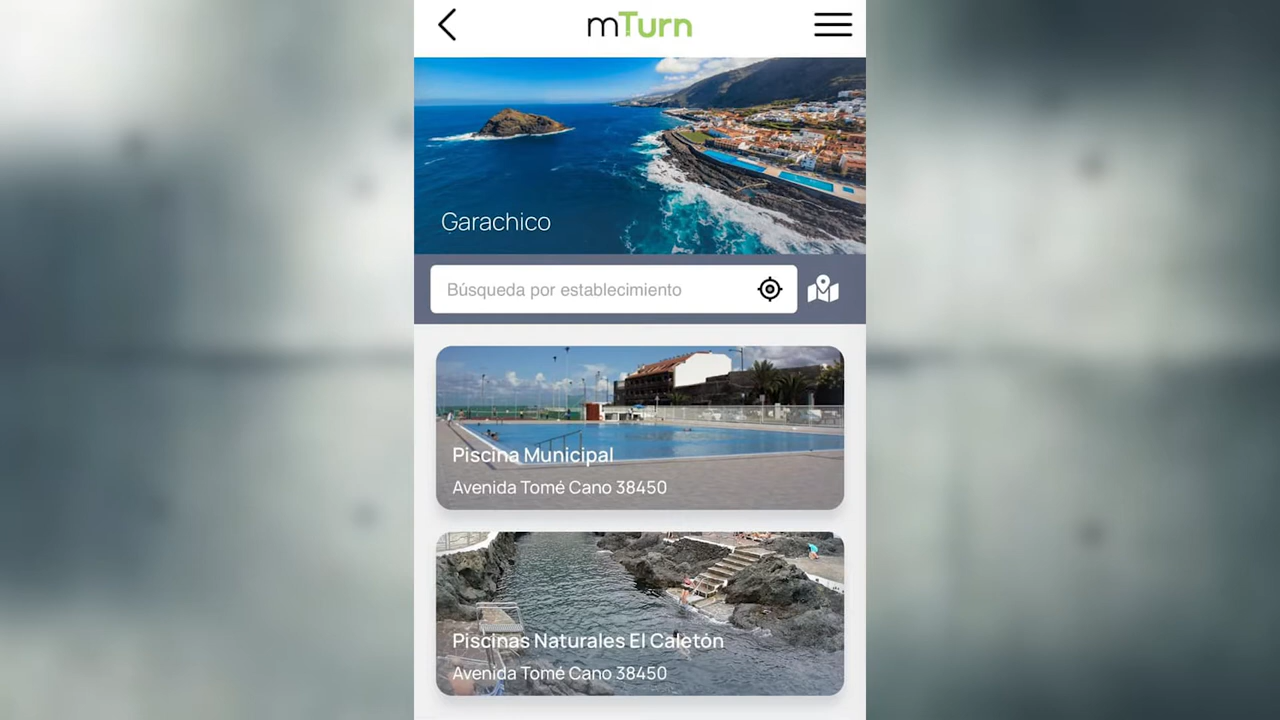 mTurn
Garachico
Búsqueda por establecimiento
Piscina Municipal
Avenida Tomé Cano 38450
Piscinas Naturales El Caletón
Avenida Tomé Cano 38450